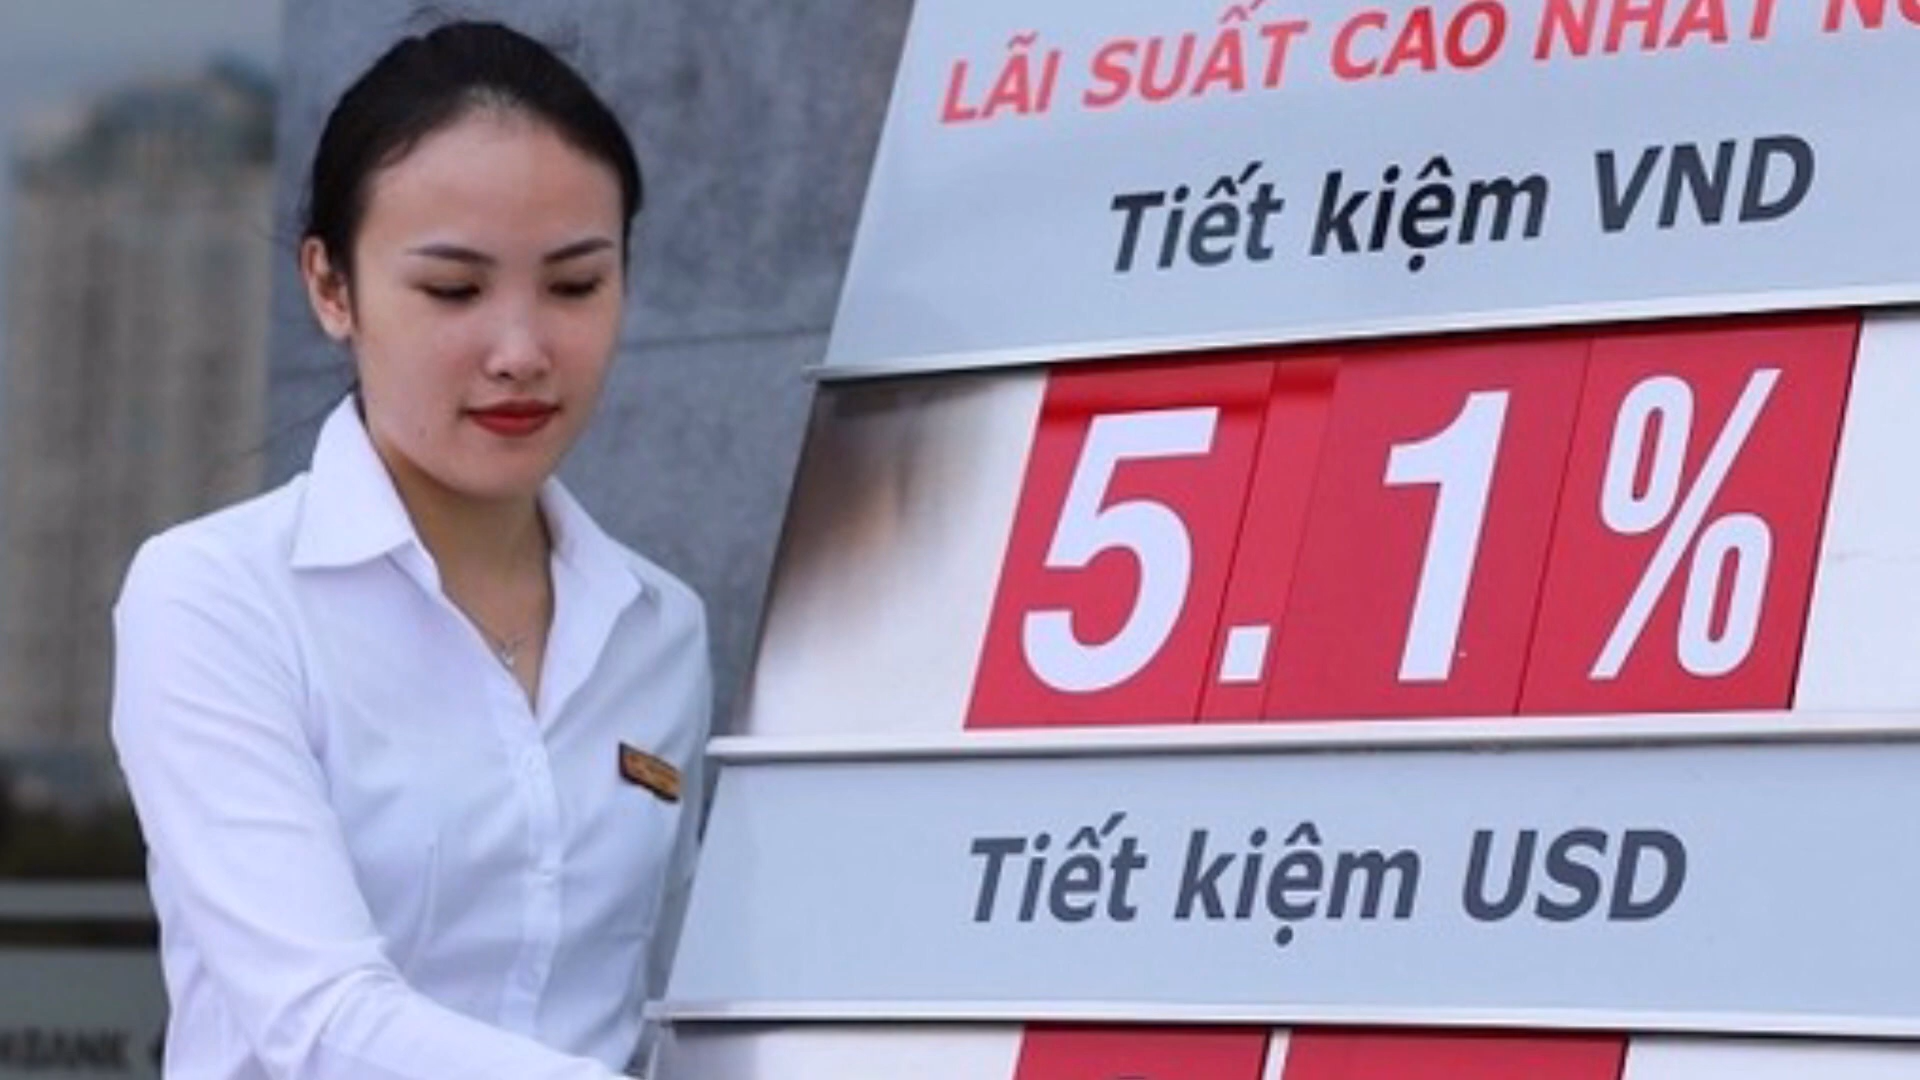 LÃI SUẤT CAO NHẤT
Tiết kiệm VND
5.1%
Tiết kiệm USD